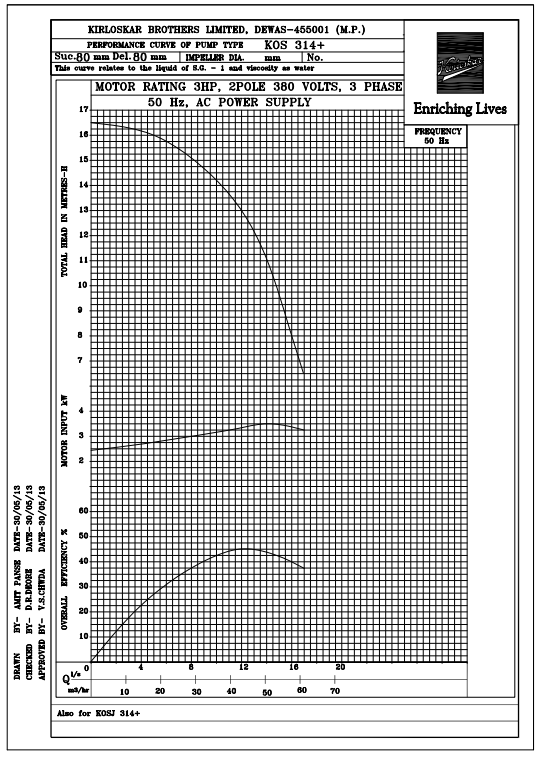 KIRLOSKAR BROTHERS LIMITED, DEWAS-455001 (M.P.)
PERFORMANCE CURVE OF PUMP TYPE KOS 314+
Suc.80 mm Del.80 mm IMPELLER DIA. mm No.
This curve relates to the liquid of S.G. - 1 and viscosity as water
Kirloskar
Enriching Lives
FREQUENCY
50 Hz
MOTOR RATING 3HP, 2POLE 380 VOLTS, 3 PHASE
50 Hz, AC POWER SUPPLY
TOTAL HEAD IN METRES-H
17
16
15
14
13
12
11
10
9
8
7
MOTOR INPUT kW
4
3
2
OVERALL EFFICIENCY %
60
50
40
30
20
10
0 4 8 12 16 20
Q l/s
m3/hr 10 20 30 40 50 60 70
Also for KOSJ 314+
DRAWN BY- AMIT PANSE DATE-30/05/13
CHECKED BY- D.R.DEORE DATE-30/05/13
APPROVED BY- V.S.CHWDA DATE-30/05/13